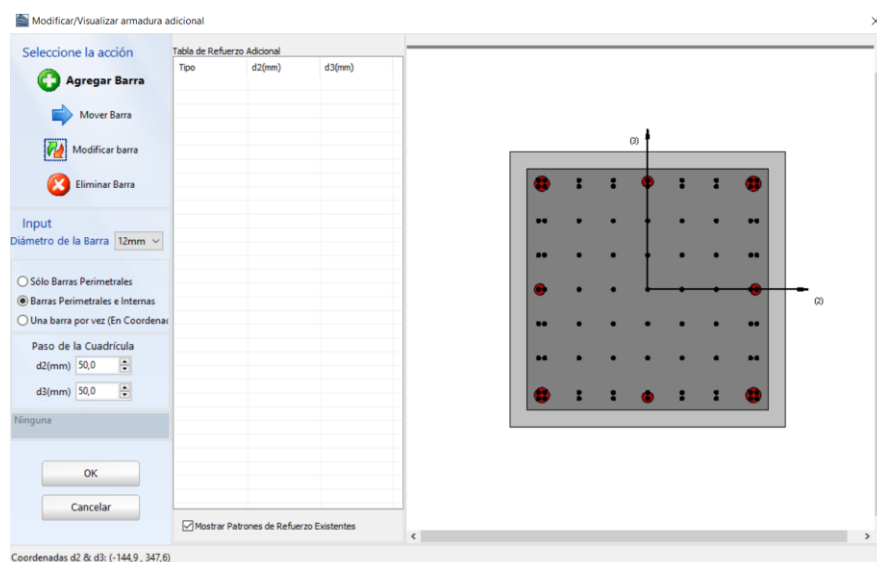 Modificar/Visualizar armadura adicional
Seleccione la acción
Agregar Barra
Mover Barra
Modificar barra
Eliminar Barra
Input
Diámetro de la Barra 12mm
Sólo Barras Perimetrales
Barras Perimetrales e Internas
Una barra por vez (En Coordenac
Paso de la Cuadrícula
d2(mm) 50,0
d3(mm) 50,0
Ninguna
OK
Cancelar
Tabla de Refuerzo Adicional
Tipo d2(mm) d3(mm)
Mostrar Patrones de Refuerzo Existentes
(3)
(2)
Coordenadas d2 & d3: (-144,9 , 347,6)